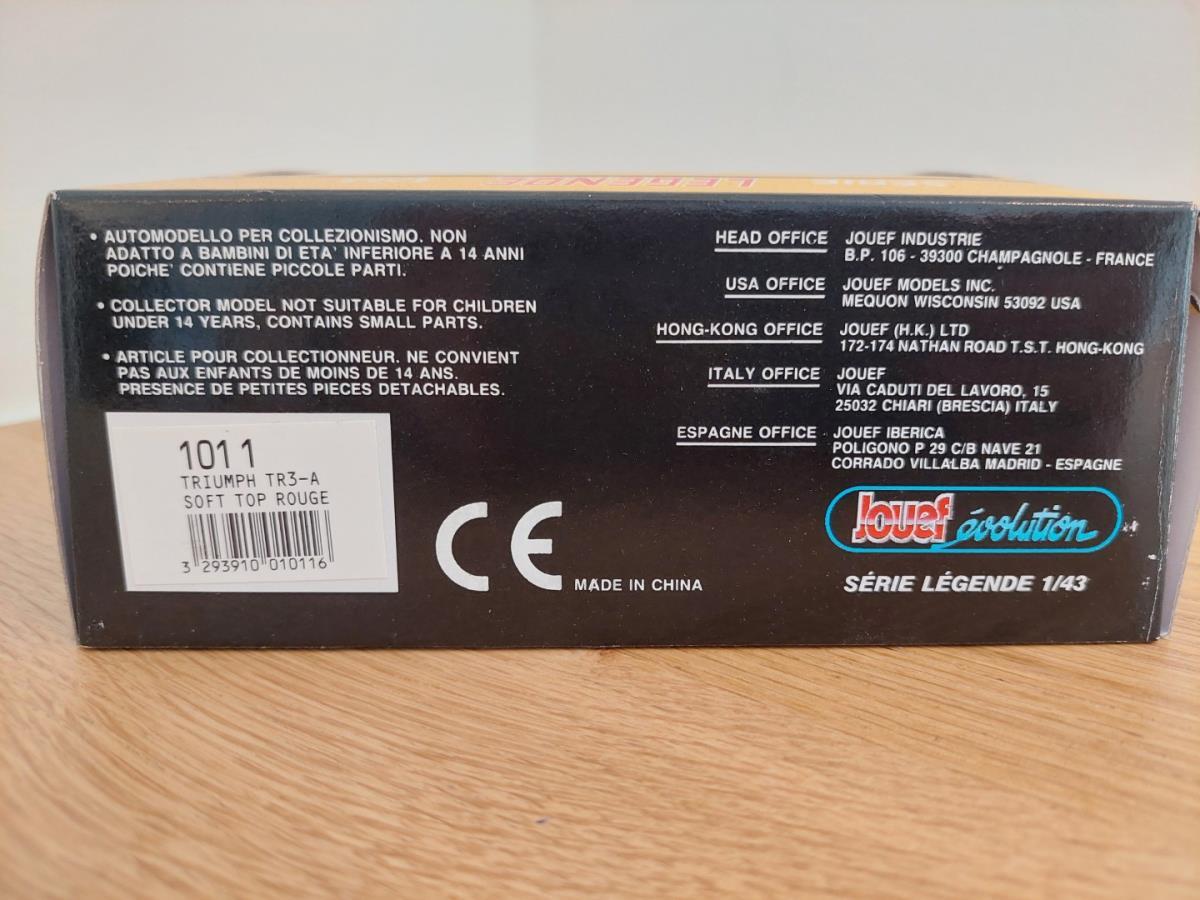 SERIE LEGENDE
• AUTOMODELLO PER COLLEZIONISMO. NON
ADATTO A BAMBINI DI ETA' INFERIORE A 14 ANNI
POICHE' CONTIENE PICCOLE PARTI.
• COLLECTOR MODEL NOT SUITABLE FOR CHILDREN
UNDER 14 YEARS, CONTAINS SMALL PARTS.
• ARTICLE POUR COLLECTIONNEUR. NE CONVIENT
PAS AUX ENFANTS DE MOINS DE 14 ANS.
PRESENCE DE PETITES PIECES DETACHABLES.
1011
TRIUMPH TR3-A
SOFT TOP ROUGE
3 293910 010116
CE
MADE IN CHINA
HEAD OFFICE JOUEF INDUSTRIE
B.P. 106 - 39300 CHAMPAGNOLE - FRANCE
USA OFFICE JOUEF MODELS INC.
MEQUON WISCONSIN 53092 USA
HONG-KONG OFFICE JOUEF (H.K.) LTD
172-174 NATHAN ROAD T.S.T. HONG-KONG
ITALY OFFICE JOUEF
VIA CADUTI DEL LAVORO, 15
25032 CHIARI (BRESCIA) ITALY
ESPAGNE OFFICE JOUEF IBERICA
POLIGONO P 29 C/B NAVE 21
CORRADO VILLALBA MADRID - ESPAGNE
Jouef évolution
SÉRIE LÉGENDE 1/43